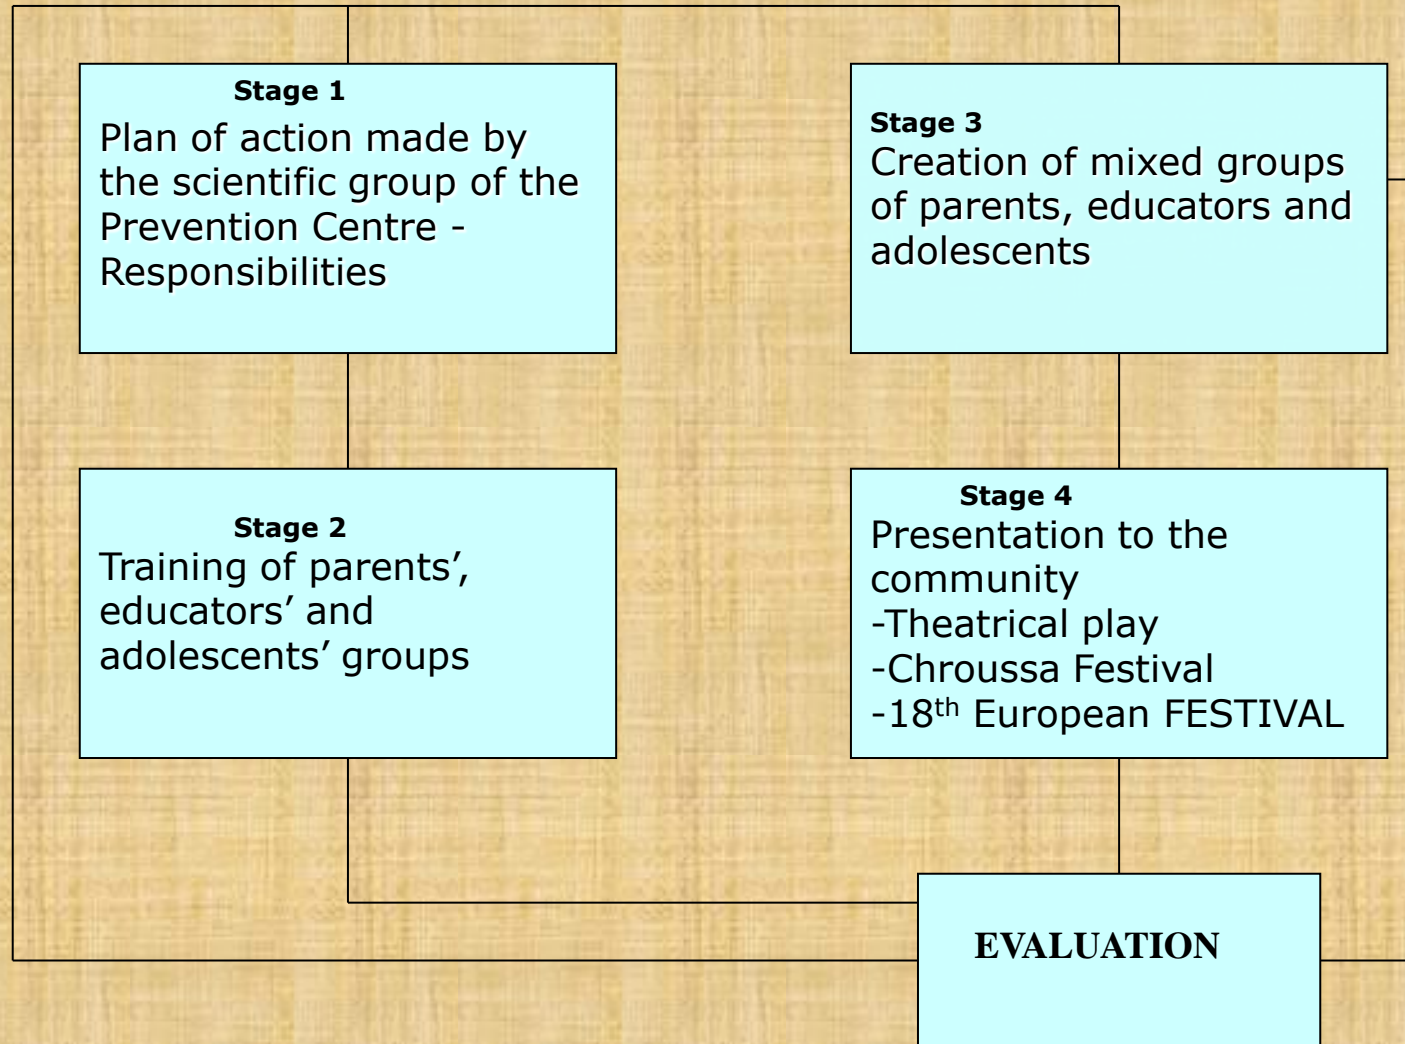 Stage 1
Plan of action made by
the scientific group of the
Prevention Centre -
Responsibilities
Stage 2
Training of parents’,
educators’ and
adolescents’ groups
Stage 3
Creation of mixed groups
of parents, educators and
adolescents
Stage 4
Presentation to the
community
-Theatrical play
-Chroussa Festival
-18th European FESTIVAL
EVALUATION